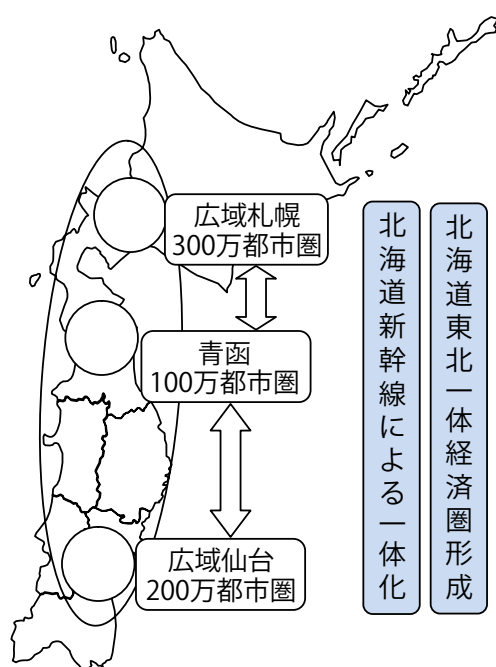 広域札幌
300万都市圏
青函
100万都市圏
広域仙台
200万都市圏
北海道東北一体経済圏形成
北海道新幹線による一体化